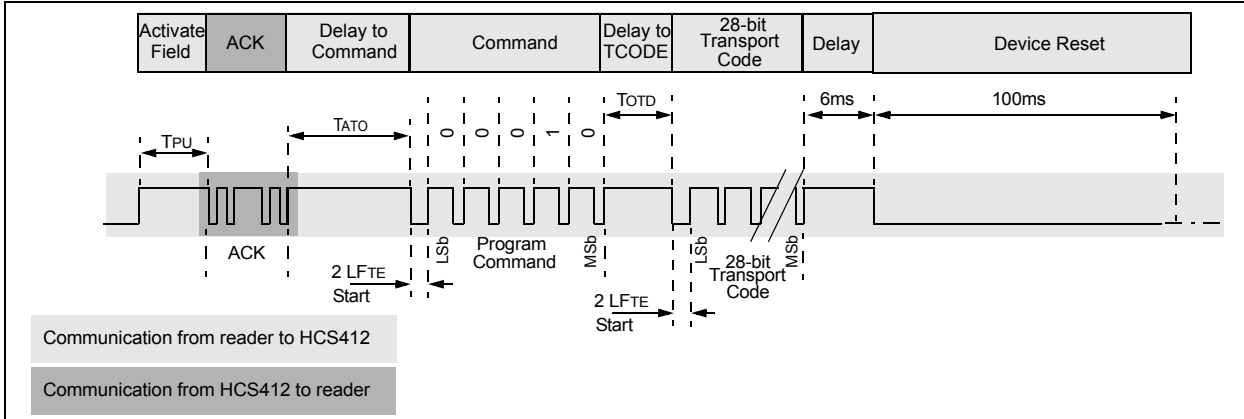 Activate Field
ACK
Delay to Command
Command
Delay to TCODE
28-bit Transport Code
Delay
Device Reset
TPU
TATO
0 0 0 1 0
TOTD
6ms
100ms
ACK
LSb
Program Command
MSb
LSb
28-bit Transport Code
MSb
2 LFTE
Start
2 LFTE
Start
Communication from reader to HCS412
Communication from HCS412 to reader